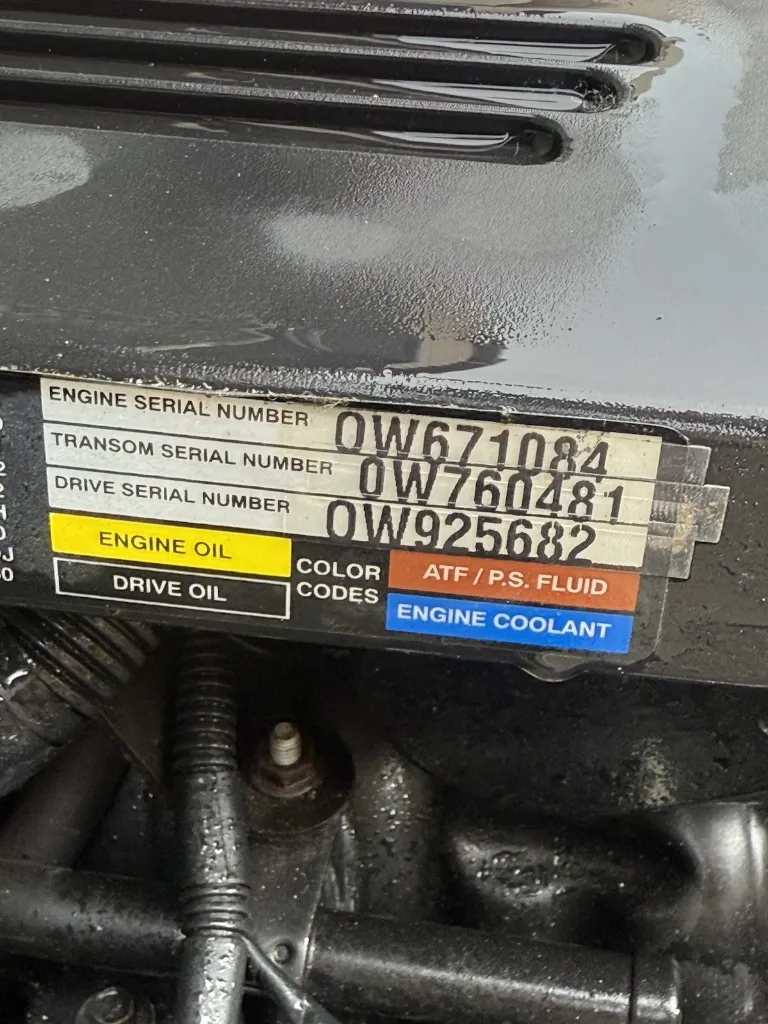 ENGINE SERIAL NUMBER 0W671084
TRANSOM SERIAL NUMBER 0W760481
DRIVE SERIAL NUMBER 0W925682
ENGINE OIL
DRIVE OIL
COLOR
CODES
ATF / P.S. FLUID
ENGINE COOLANT